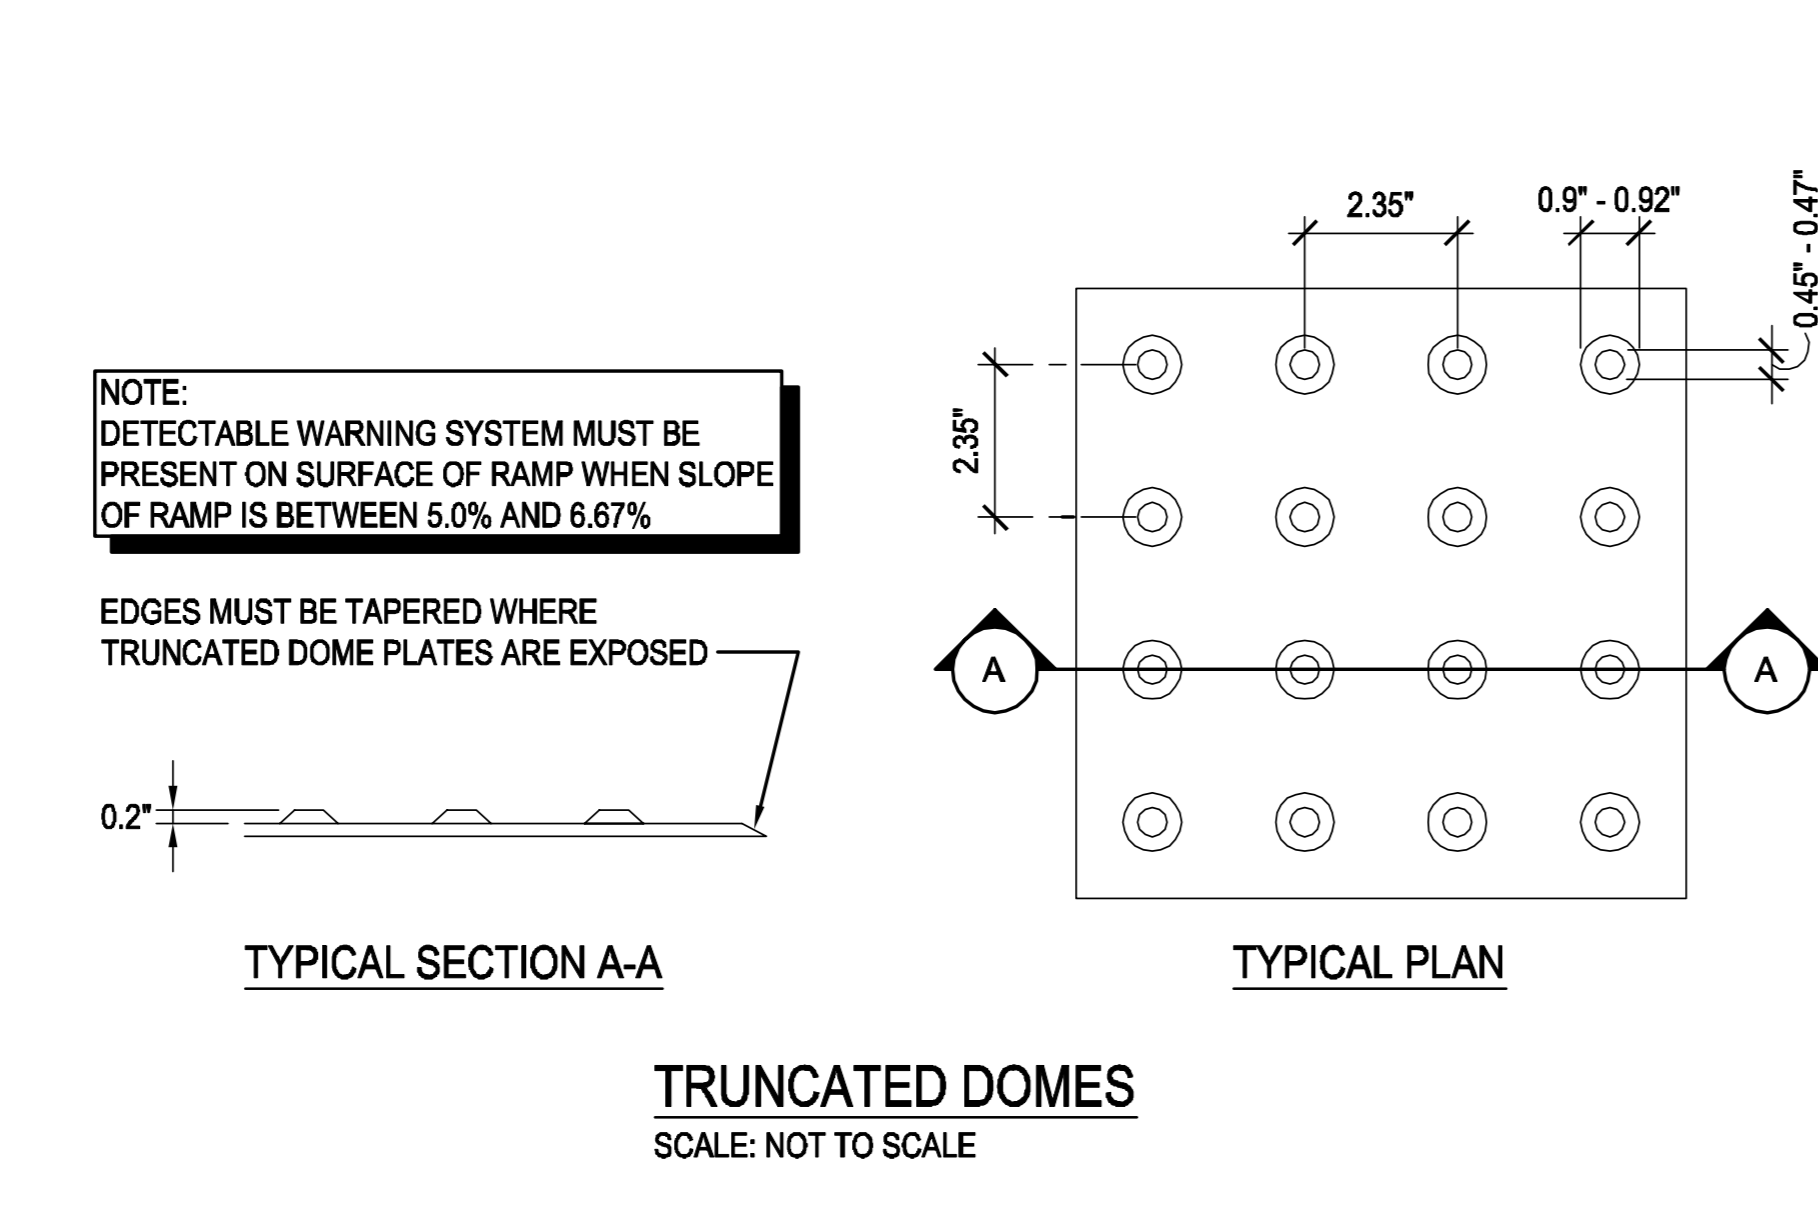 2.35"
0.9" - 0.92"
0.45" - 0.47"
NOTE:
DETECTABLE WARNING SYSTEM MUST BE
PRESENT ON SURFACE OF RAMP WHEN SLOPE
OF RAMP IS BETWEEN 5.0% AND 6.67%
2.35"
EDGES MUST BE TAPERED WHERE
TRUNCATED DOME PLATES ARE EXPOSED
A
A
0.2"
TYPICAL SECTION A-A
TYPICAL PLAN
TRUNCATED DOMES
SCALE: NOT TO SCALE